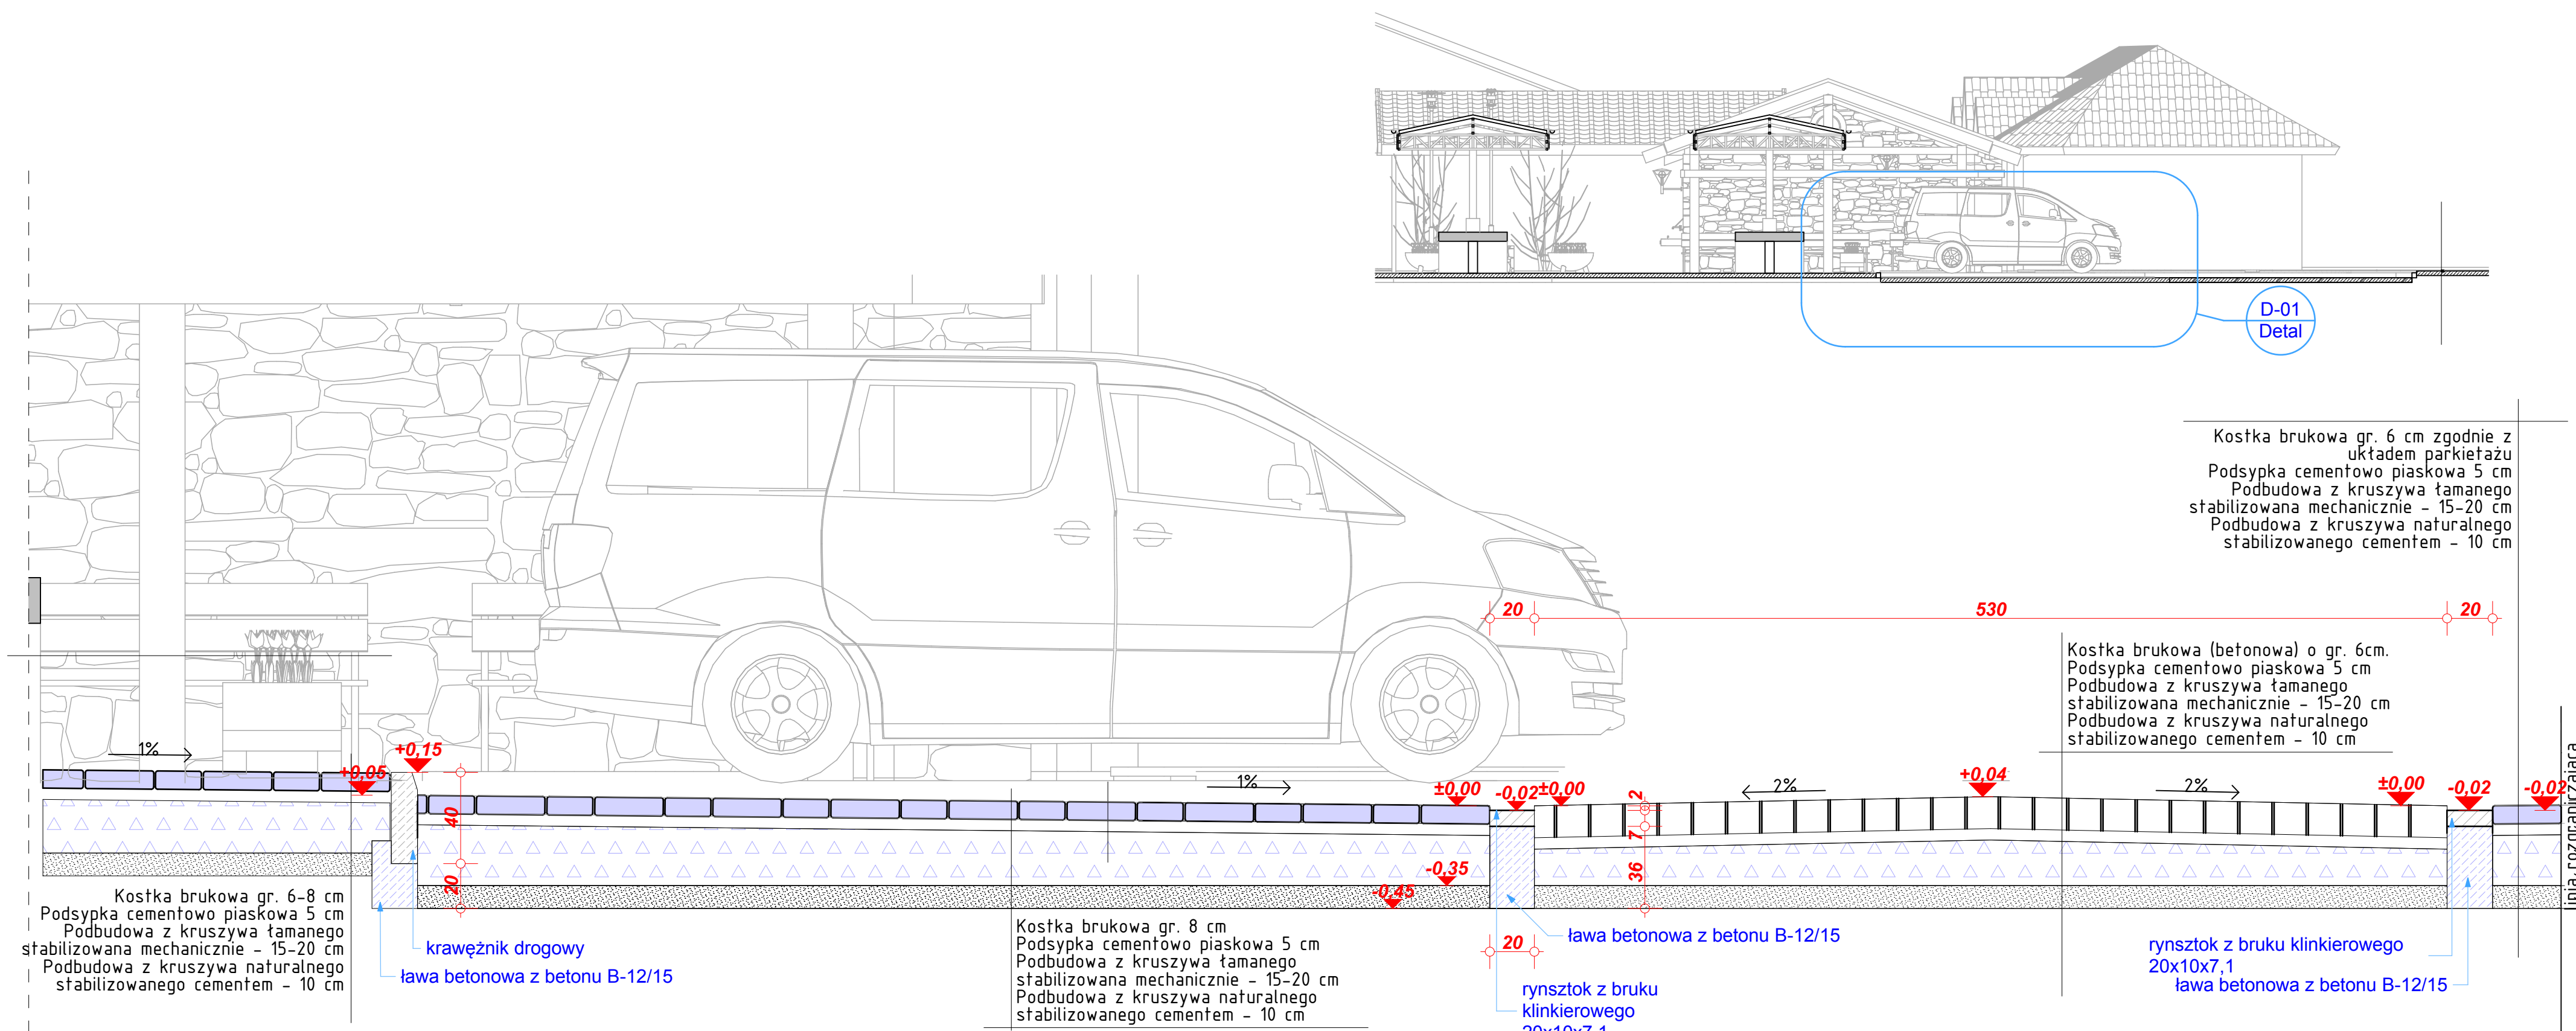 D-01
Detal
Kostka brukowa gr. 6 cm zgodnie z
układem parkietażu
Podsypka cementowo piaskowa 5 cm
Podbudowa z kruszywa łamanego
stabilizowana mechanicznie - 15-20 cm
Podbudowa z kruszywa naturalnego
stabilizowanego cementem - 10 cm
20
530
20
Kostka brukowa (betonowa) o gr. 6cm.
Podsypka cementowo piaskowa 5 cm
Podbudowa z kruszywa łamanego
stabilizowana mechanicznie - 15-20 cm
Podbudowa z kruszywa naturalnego
stabilizowanego cementem - 10 cm
1%
+0,15
+0,05
1%
±0,00
-0,02
±0,00
2
2%
+0,04
2%
±0,00
-0,02
-0,02
40
7
-0,35
36
20
-0,45
linia rozgraniczająca
Kostka brukowa gr. 6-8 cm
Podsypka cementowo piaskowa 5 cm
Podbudowa z kruszywa łamanego
stabilizowana mechanicznie - 15-20 cm
Podbudowa z kruszywa naturalnego
stabilizowanego cementem - 10 cm
krawężnik drogowy
ława betonowa z betonu B-12/15
Kostka brukowa gr. 8 cm
Podsypka cementowo piaskowa 5 cm
Podbudowa z kruszywa łamanego
stabilizowana mechanicznie - 15-20 cm
Podbudowa z kruszywa naturalnego
stabilizowanego cementem - 10 cm
20
ława betonowa z betonu B-12/15
rynsztok z bruku
klinkierowego
20x10x7,1
rynsztok z bruku klinkierowego
20x10x7,1
ława betonowa z betonu B-12/15